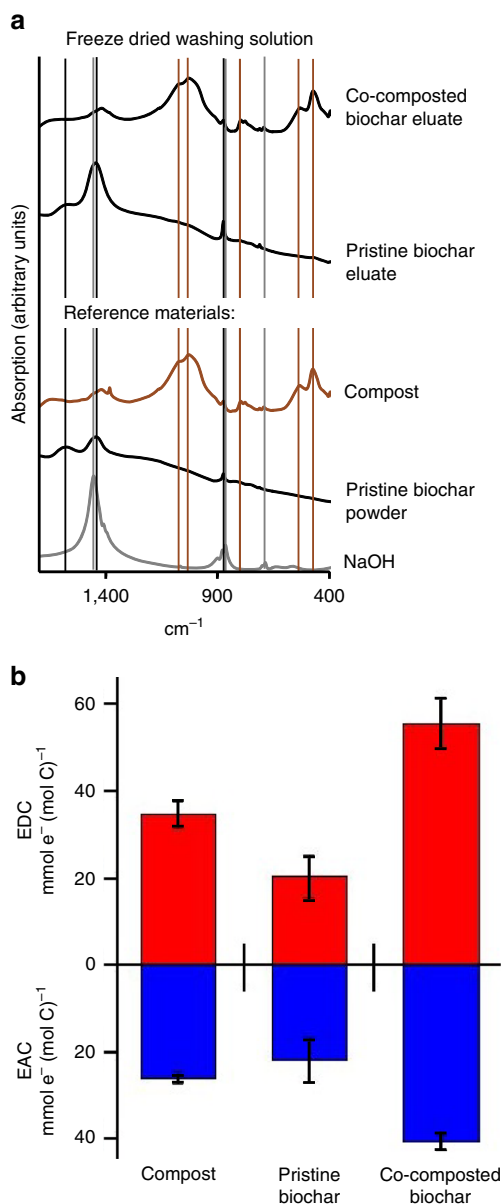 a
Freeze dried washing solution
Co-composted
biochar eluate
Pristine biochar
eluate
Reference materials:
Compost
Pristine biochar
powder
NaOH
Absorption (arbitrary units)
1,400
900
400
cm⁻¹
b
60
40
20
0
20
40
EDC
mmol e⁻ (mol C)⁻¹
EAC
mmol e⁻ (mol C)⁻¹
Compost
Pristine
biochar
Co-composted
biochar